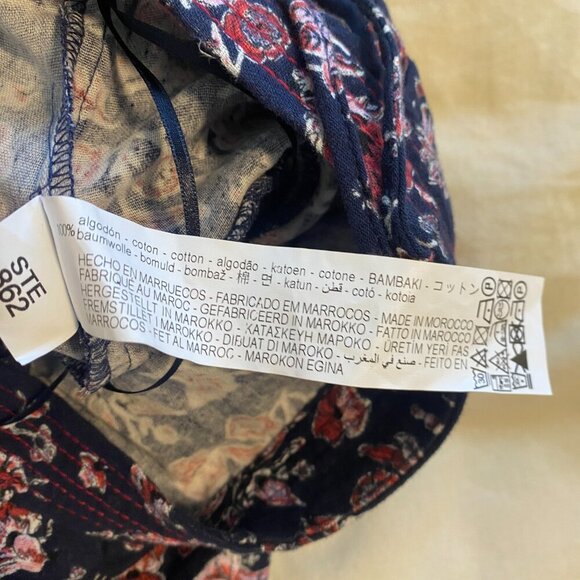 100% algodón - coton - cotton - algodão - katoen - cotone - BAMBAKI - コットン
baumwolle - bomuld - bombaž - 棉 - 면 - katun - قطن - cotó - kotoia
HECHO EN MARRUECOS - FABRICADO EM MARROCOS - MADE IN MOROCCO
FABRIQUÉ AU MAROC - GEFABRICEERD IN MAROKKO - FATTO IN MAROCCO
HERGESTELLT IN MAROKKO - ΚΑΤΑΣΚΕΥΗ ΜΑΡΟΚΟ - ÜRETİM YERİ FAS
FREMSTILLET I MAROKKO - DIBUAT DI MAROKO - صنع في المغرب - FEITO EN
MARROCOS - FET AL MARROC - MAROKON EGINA
STE
862